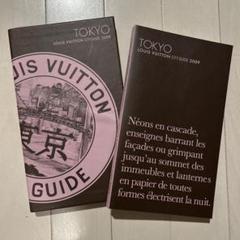 TOKYO
LOUIS VUITTON CITY GUIDE 2009
UIS VUITTON
東京
GUIDE
TOKYO
LOUIS VUITTON CITY GUIDE 2009
Néons en cascade,
enseignes barrant les
façades ou grimpant
jusqu'au sommet des
immeubles et lanternes
en papier de toutes
formes électrisent la nuit.